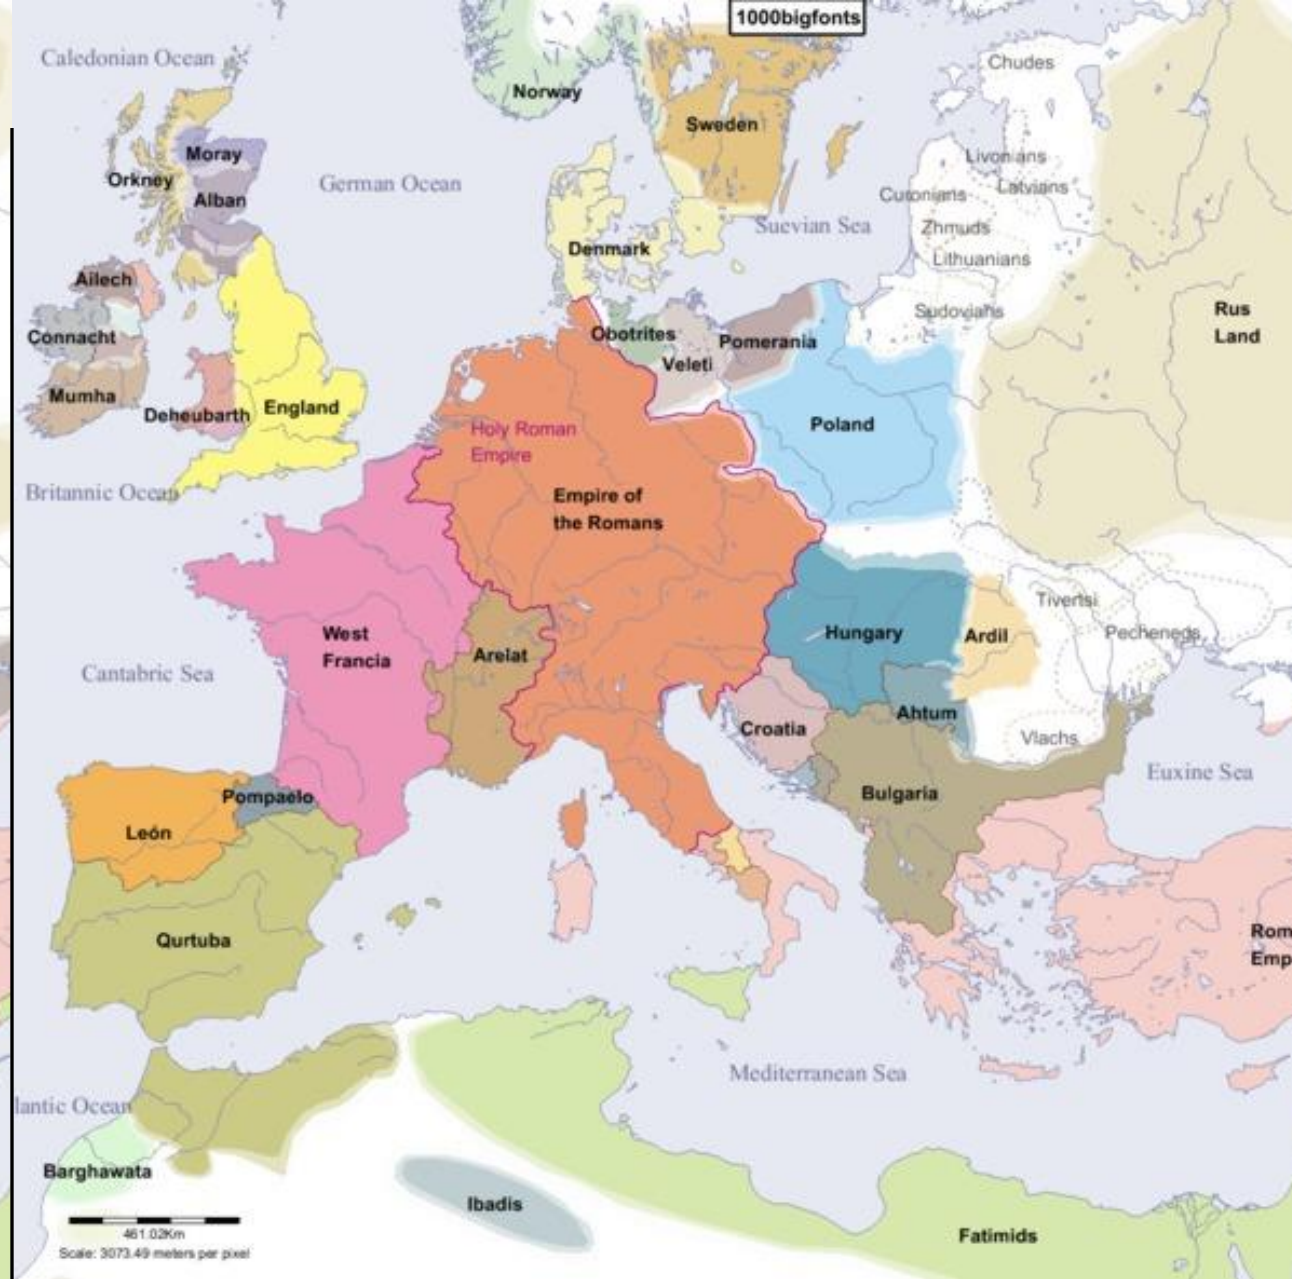 1000bigfonts
Caledonian Ocean
Norway
Chudes
Sweden
Moray
Orkney
Alban
German Ocean
Livonians
Latvians
Curonians
Suevian Sea
Zhmuds
Denmark
Lithuanians
Ailech
Sudovians
Rus
Land
Connacht
Obotrites
Pomerania
Veleti
Mumha
Deheubarth
England
Holy Roman
Empire
Poland
Britannic Ocean
Empire of
the Romans
Tivertsi
West
Francia
Arelat
Hungary
Ardil
Pechenegs
Cantabric Sea
Croatia
Ahtum
Vlachs
Euxine Sea
Pompaelo
León
Bulgaria
Qurtuba
Rom
Emp
Mediterranean Sea
lantic Ocean
Barghawata
Ibadis
Fatimids
461.02Km
Scale: 3073.49 meters per pixel